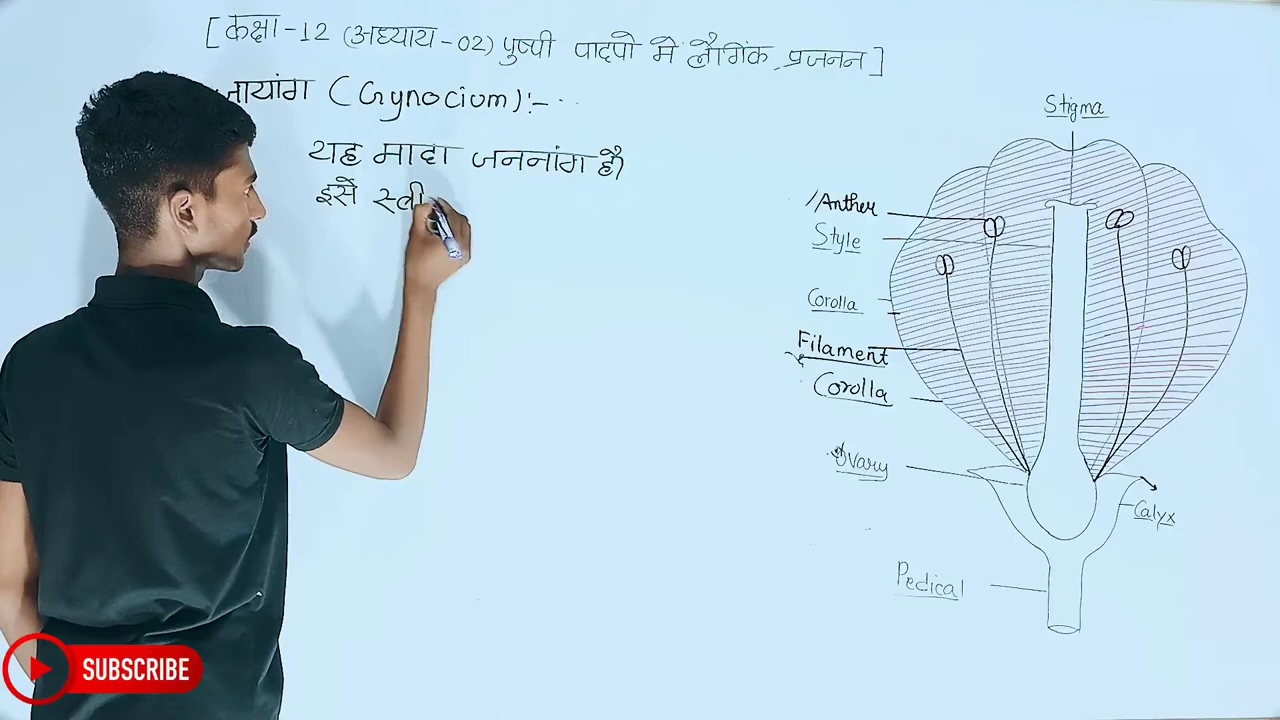 [कक्षा -12 (अध्याय -02) पुष्पी पादपो मे लैगिंक प्रजनन]
जायांग (Gynocium):-..
यह मादा जननांग है।
इसे स्ती
Stigma
Anther
Style
Corolla
Filament
Corolla
Ovary
Calyx
Pedical
SUBSCRIBE